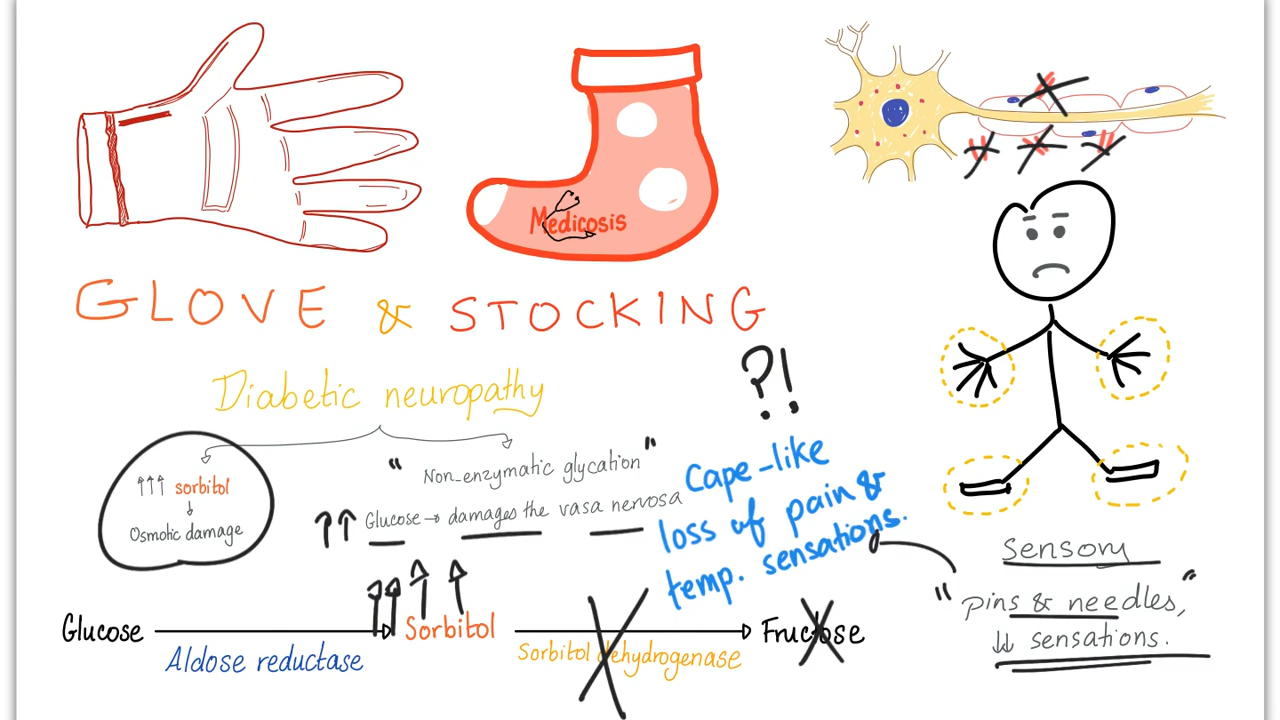 Medicosis
GLOVE & STOCKING
Diabetic neuropathy
↑↑↑ sorbitol
↓
Osmotic damage
"Non-enzymatic glycation"
↑↑ Glucose → damages the vasa nervosa
?!
Cape-like
loss of pain &
temp. sensations.
Sensory
"pins & needles,"
↓↓ sensations.
Glucose → ↑↑ Sorbitol ↑ ↑ → Fructose
Aldose reductase
Sorbitol dehydrogenase